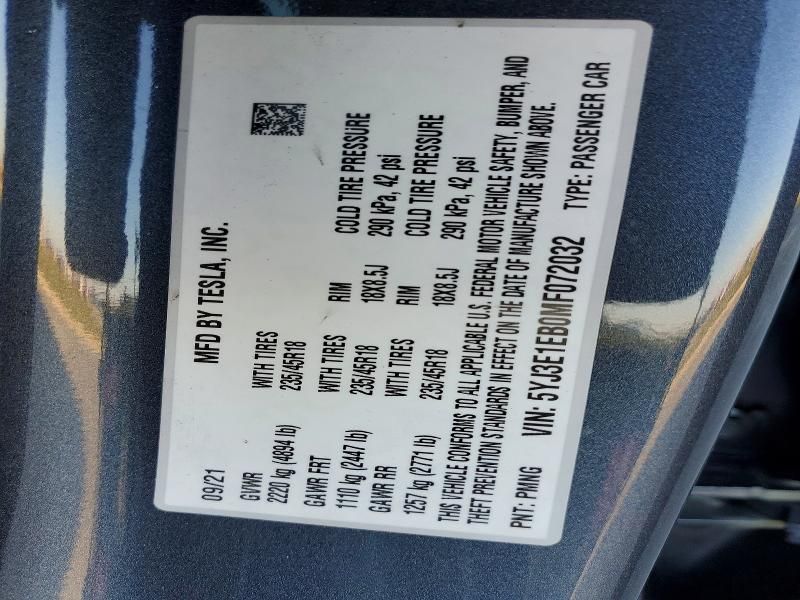 MFD BY TESLA, INC.
09/21
GVWR WITH TIRES
2220 kg (4894 lb) 235/45R18
GAWR FRT WITH TIRES RIM COLD TIRE PRESSURE
1110 kg (2447 lb) 235/45R18 18X8.5J 290 kPa, 42 psi
GAWR RR WITH TIRES RIM COLD TIRE PRESSURE
1257 kg (2771 lb) 235/45R18 18X8.5J 290 kPa, 42 psi
THIS VEHICLE CONFORMS TO ALL APPLICABLE U.S. FEDERAL MOTOR VEHICLE SAFETY, BUMPER, AND
THEFT PREVENTION STANDARDS IN EFFECT ON THE DATE OF MANUFACTURE SHOWN ABOVE.
PNT: PMNG VIN: 5YJ3E1EB0MF072032 TYPE: PASSENGER CAR